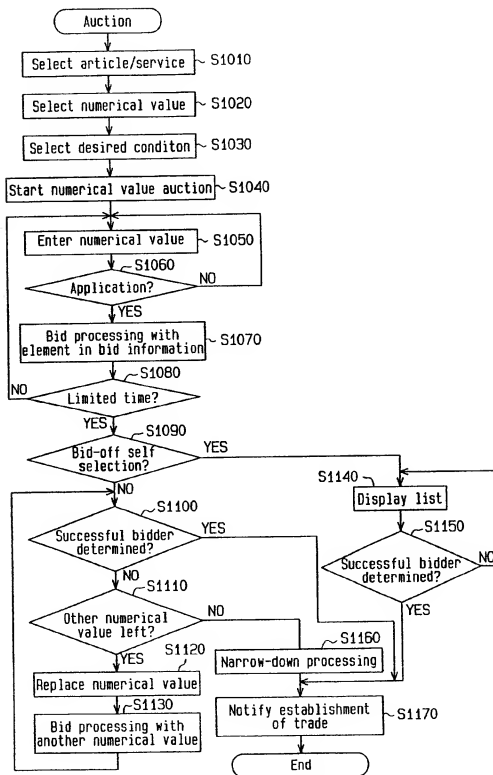 Auction
Select article/service
S1010
Select numerical value
S1020
Select desired conditon
S1030
Start numerical value auction
S1040
Enter numerical value
S1050
S1060
Application?
NO
YES
Bid processing with
element in bid information
S1070
S1080
NO
Limited time?
YES
S1090
Bid-off self
selection?
YES
NO
S1100
Successful bidder
determined?
YES
NO
S1110
Other numerical
value left?
NO
YES
S1120
Replace numerical value
S1130
Bid processing with
another numerical value
S1140
Display list
S1150
Successful bidder
determined?
NO
YES
S1160
Narrow-down processing
Notify establishment
of trade
S1170
End